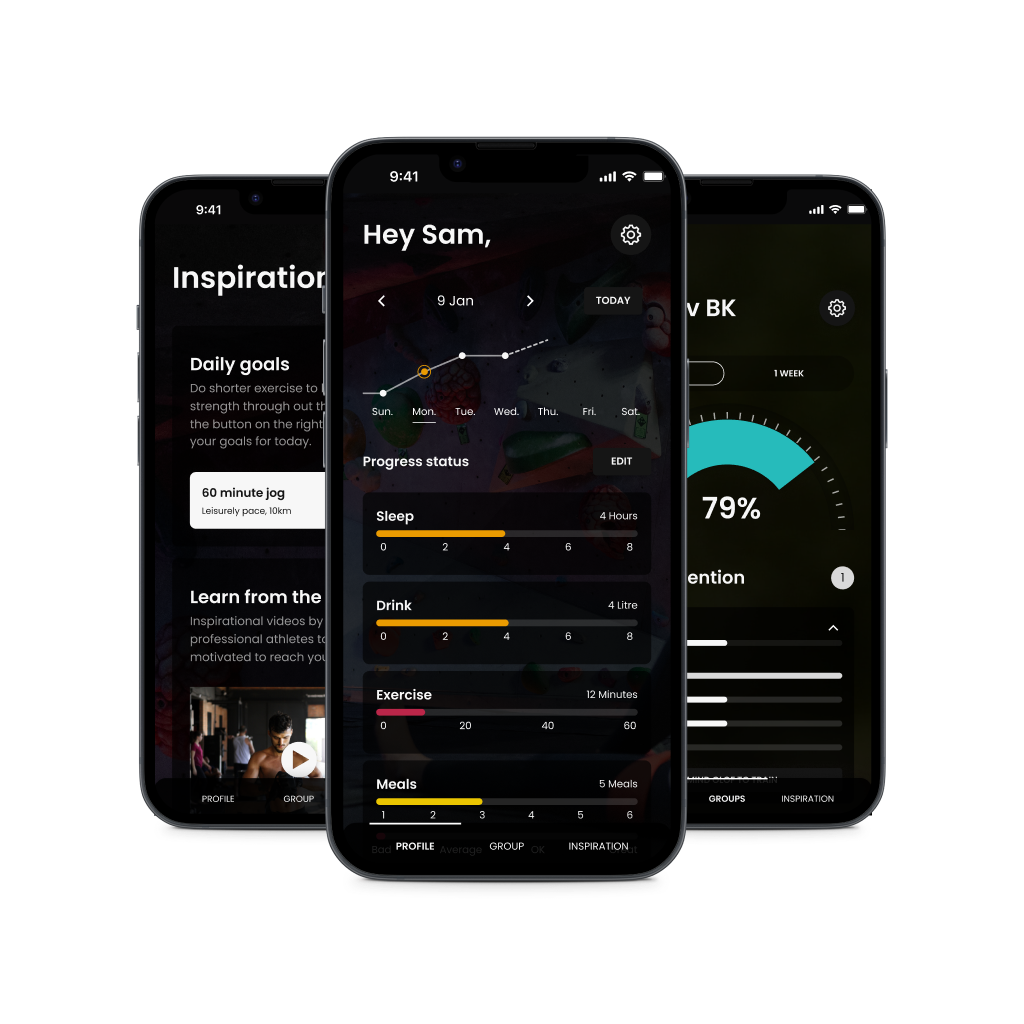 9:41
Inspiration
Daily goals
Do shorter exercise to
strength through out th
the button on the right
your goals for today.
60 minute jog
Leisurely pace, 10km
Learn from the
Inspirational videos by
professional athletes to
motivated to reach you
PROFILE
GROUP
9:41
Hey Sam,
9 Jan
TODAY
Sun. Mon. Tue. Wed. Thu. Fri. Sat.
Progress status
EDIT
Sleep
4 Hours
0 2 4 6 8
Drink
4 Litre
0 2 4 6 8
Exercise
12 Minutes
0 20 40 60
Meals
5 Meals
1 2 3 4 5 6
Bad Average OK
PROFILE
GROUP
INSPIRATION
v BK
1 WEEK
79%
ention
1
GROUPS
INSPIRATION